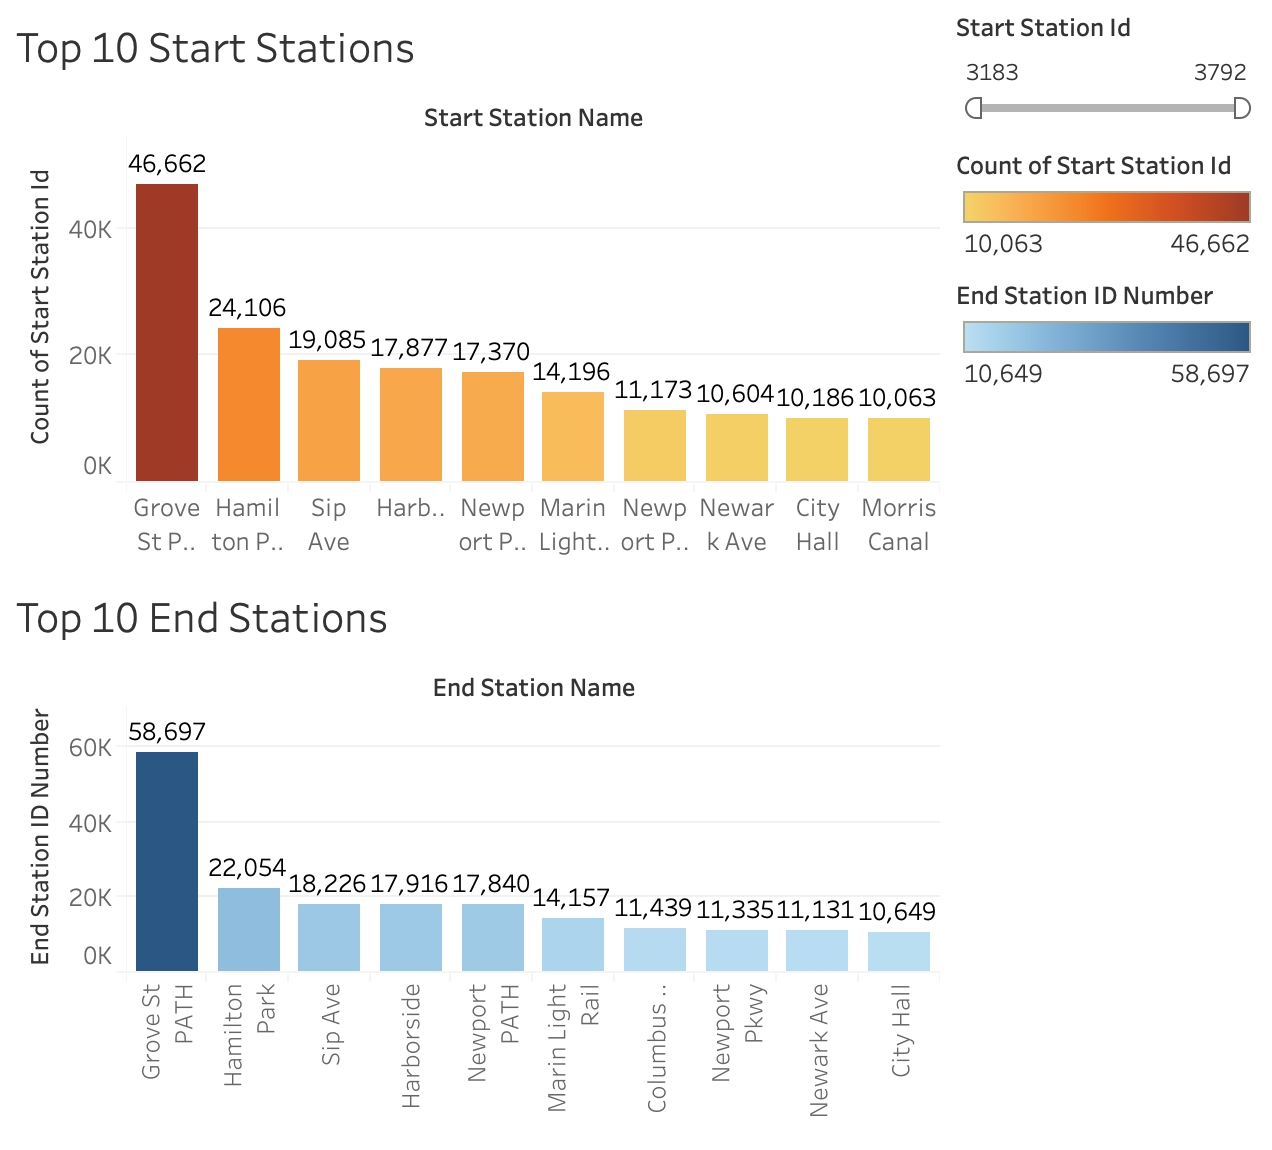 Top 10 Start Stations
Start Station Name
Count of Start Station Id
40K
20K
0K
46,662
24,106
19,085
17,877
17,370
14,196
11,173
10,604
10,186
10,063
Grove
St P..
Hamil
ton P..
Sip
Ave
Harb..
Newp
ort P..
Marin
Light..
Newp
ort P..
Newar
k Ave
City
Hall
Morris
Canal
Start Station Id
3183 3792
Count of Start Station Id
10,063 46,662
End Station ID Number
10,649 58,697
Top 10 End Stations
End Station Name
End Station ID Number
60K
40K
20K
0K
58,697
22,054
18,226
17,916
17,840
14,157
11,439
11,335
11,131
10,649
Grove St
PATH
Hamilton
Park
Sip Ave
Harborside
Newport
PATH
Marin Light
Rail
Columbus ..
Newport
Pkwy
Newark Ave
City Hall